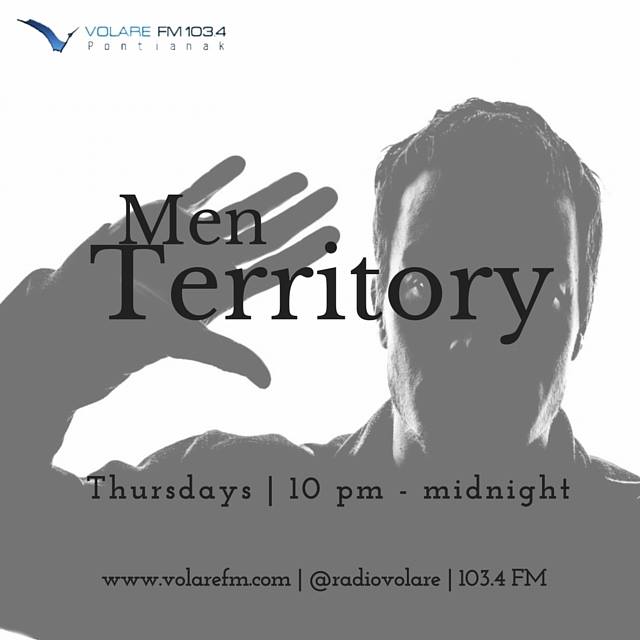 VOLARE FM 103.4
Pontianak
Men
Territory
Thursdays | 10 pm - midnight
www.volarefm.com | @radiovolare | 103.4 FM